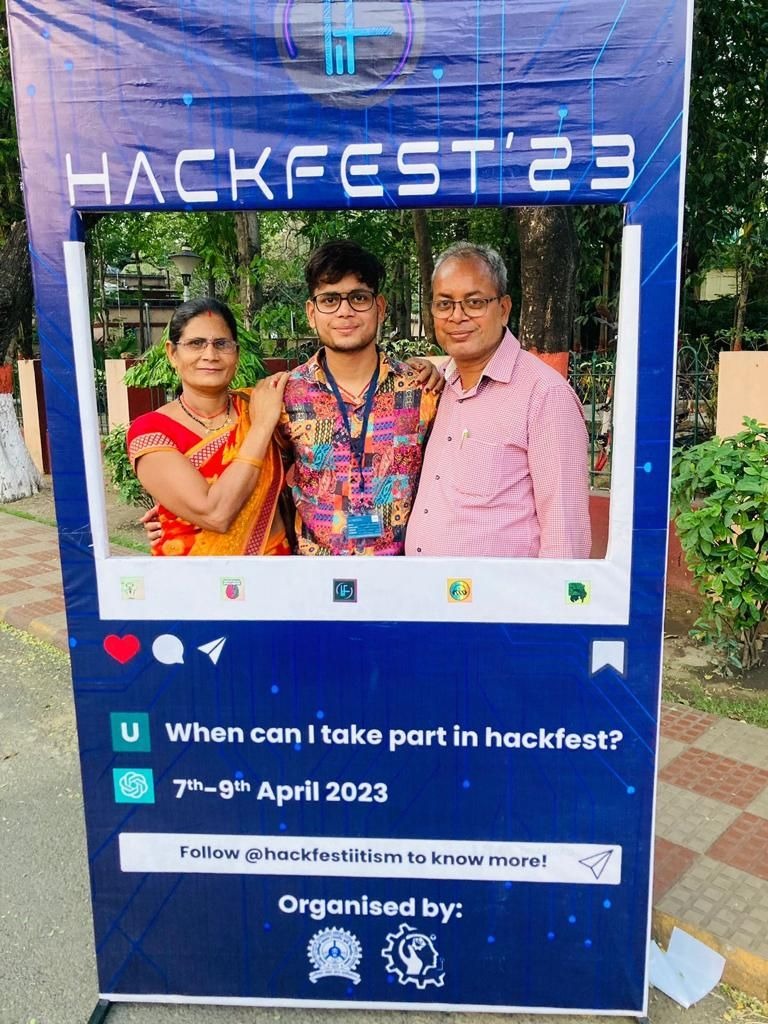 HACKFEST'23
U When can I take part in hackfest?
7th-9th April 2023
Follow @hackfestiitism to know more!
Organised by: